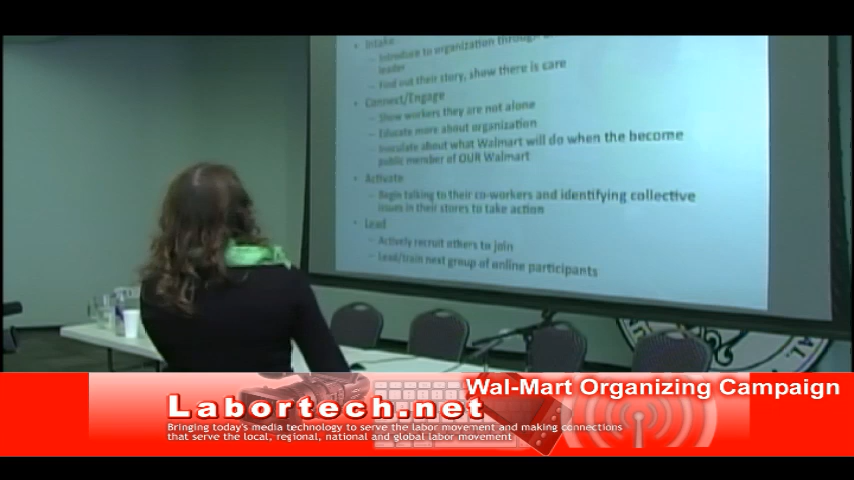 Intake
– Introduce to organization through
leader
– Find out their story, show there is care
• Connect/Engage
– Show workers they are not alone
– Educate more about organization
– Inoculate about what Walmart will do when the become
public member of OUR Walmart
• Activate
– Begin talking to their co-workers and identifying collective
issues in their stores to take action
• Lead
– Actively recruit others to join
– Lead/train next group of online participants
Wal-Mart Organizing Campaign
Labortech.net
Bringing today's media technology to serve the labor movement and making connections
that serve the local, regional, national and global labor movement